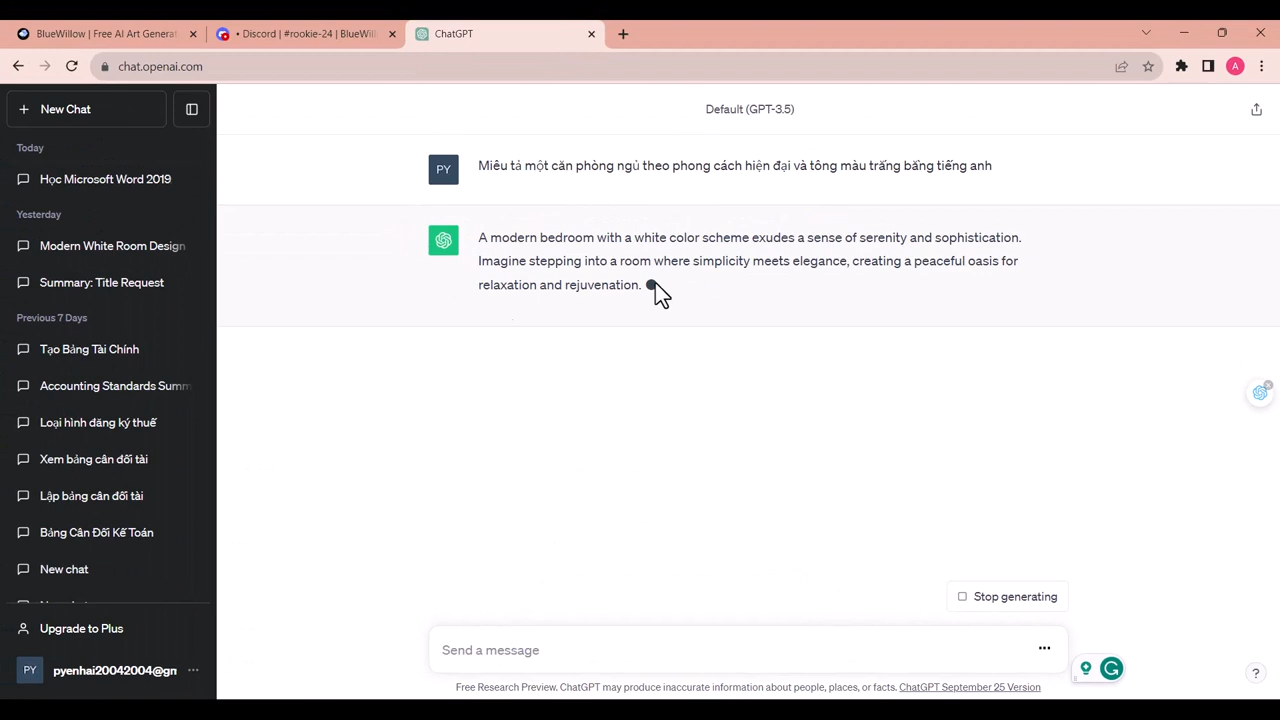 BlueWillow | Free AI Art Generat
• Discord | #rookie-24 | BlueWill
ChatGPT
chat.openai.com
A
New Chat
Default (GPT-3.5)
Today
Học Microsoft Word 2019
Yesterday
Modern White Room Design
Summary: Title Request
Previous 7 Days
Tạo Bảng Tài Chính
Accounting Standards Summ
Loại hình đăng ký thuế
Xem bảng cân đối tài
Lập bảng cân đối tài
Bảng Cân Đối Kế Toán
New chat
Upgrade to Plus
PY
pyenhai20042004@gm
PY
Miêu tả một căn phòng ngủ theo phong cách hiện đại và tông màu trắng bằng tiếng anh
A modern bedroom with a white color scheme exudes a sense of serenity and sophistication.
Imagine stepping into a room where simplicity meets elegance, creating a peaceful oasis for
relaxation and rejuvenation.
Stop generating
Send a message
Free Research Preview. ChatGPT may produce inaccurate information about people, places, or facts. ChatGPT September 25 Version
?